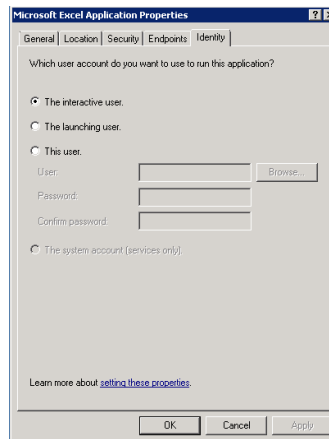 Microsoft Excel Application Properties
General Location Security Endpoints Identity
Which user account do you want to use to run this application?
The interactive user.
The launching user.
This user.
User: Browse...
Password:
Confirm password:
The system account (services only).
Learn more about setting these properties.
OK Cancel Apply